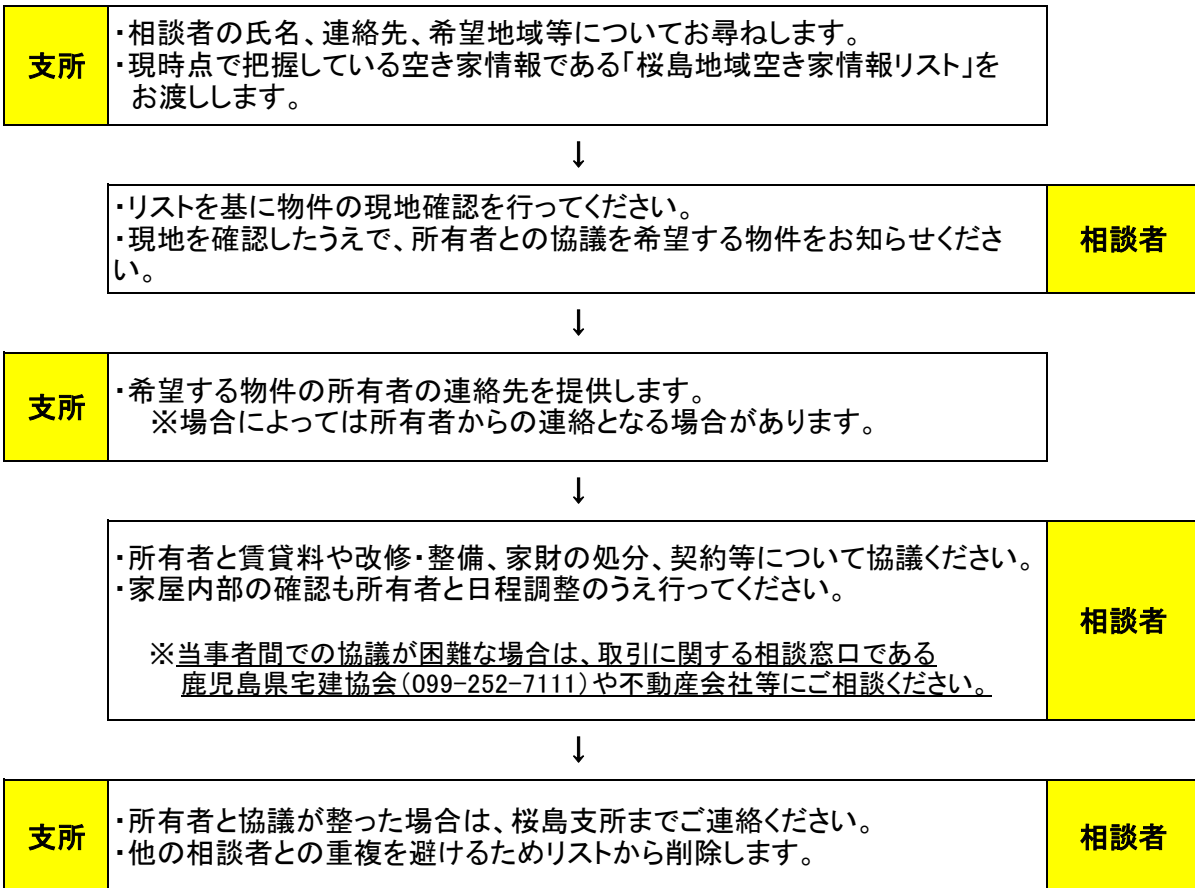 支所
・相談者の氏名、連絡先、希望地域等についてお尋ねします。
・現時点で把握している空き家情報である「桜島地域空き家情報リスト」を
お渡しします。
↓
・リストを基に物件の現地確認を行ってください。
・現地を確認したうえで、所有者との協議を希望する物件をお知らせくださ
い。
相談者
↓
支所
・希望する物件の所有者の連絡先を提供します。
※場合によっては所有者からの連絡となる場合があります。
↓
・所有者と賃貸料や改修・整備、家財の処分、契約等について協議ください。
・家屋内部の確認も所有者と日程調整のうえ行ってください。
※当事者間での協議が困難な場合は、取引に関する相談窓口である
鹿児島県宅建協会(099-252-7111)や不動産会社等にご相談ください。
相談者
↓
支所
・所有者と協議が整った場合は、桜島支所までご連絡ください。
・他の相談者との重複を避けるためリストから削除します。
相談者